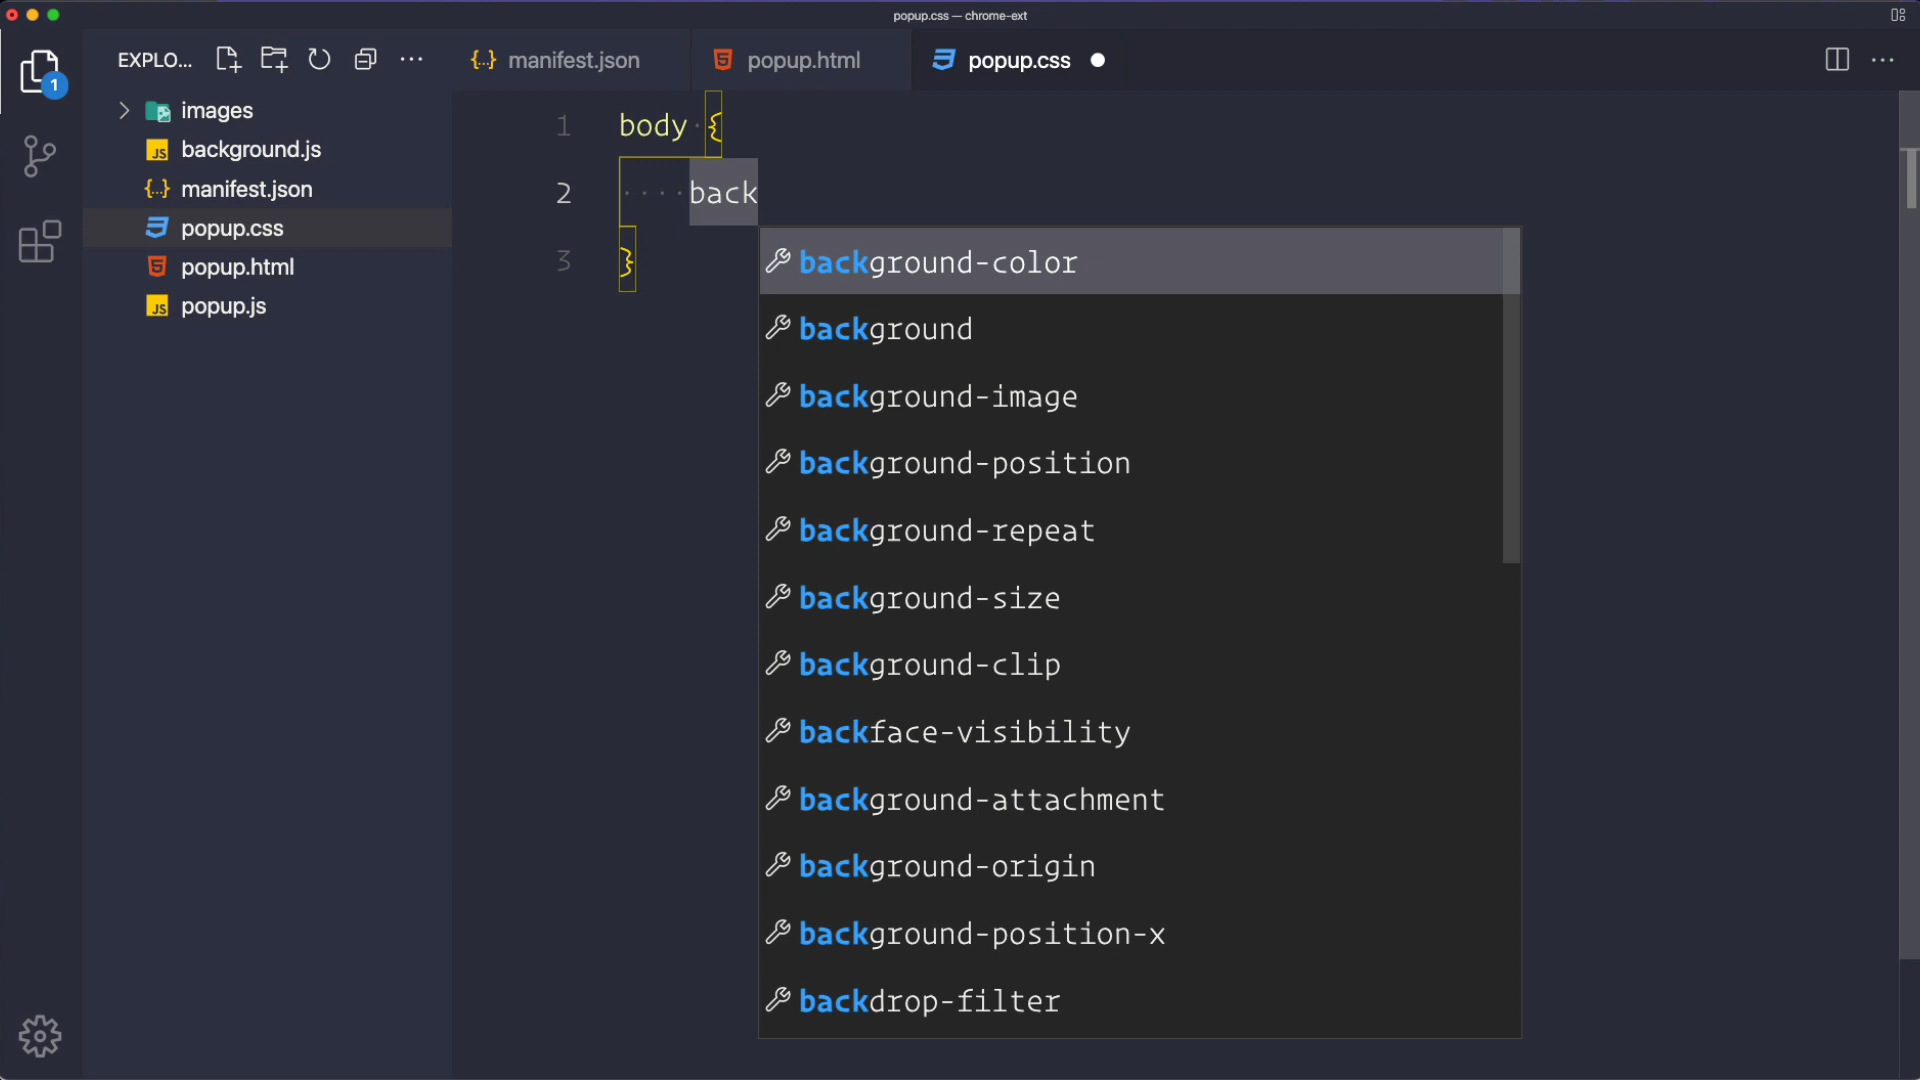 popup.css — chrome-ext
EXPLO...
manifest.json
popup.html
popup.css
1
images
background.js
manifest.json
popup.css
popup.html
popup.js
1 body {
2 back
3 }
background-color
background
background-image
background-position
background-repeat
background-size
background-clip
backface-visibility
background-attachment
background-origin
background-position-x
backdrop-filter